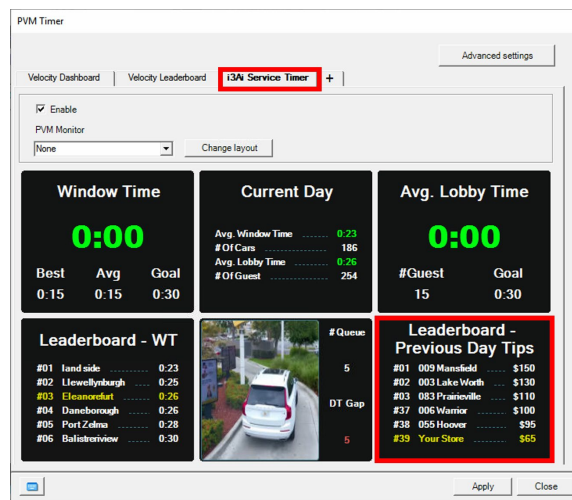 PVM Timer
Advanced settings
Velocity Dashboard Velocity Leaderboard i3Ai Service Timer +
Enable
PVM Monitor
None Change layout
Window Time
0:00
Best Avg Goal
0:15 0:15 0:30
Current Day
Avg. Window Time ....... 0:23
# Of Cars .................. 186
Avg. Lobby Time ........... 0:26
# Of Guest .................. 254
Avg. Lobby Time
0:00
#Guest Goal
15 0:30
Leaderboard - WT
#01 landside ......... 0:23
#02 Llewellynburgh .... 0:25
#03 Eleanorefurt ....... 0:26
#04 Daneborough ...... 0:26
#05 Port Zelma ........ 0:28
#06 Balistreriview ...... 0:30
# Queue
5
DT Gap
5
Leaderboard -
Previous Day Tips
#01 009 Mansfield .... $150
#02 003 Lake Worth ... $130
#03 083 Prairieville .... $110
#37 006 Warrior ....... $100
#38 055 Hoover ........ $95
#39 Your Store ........ $65
Apply Close